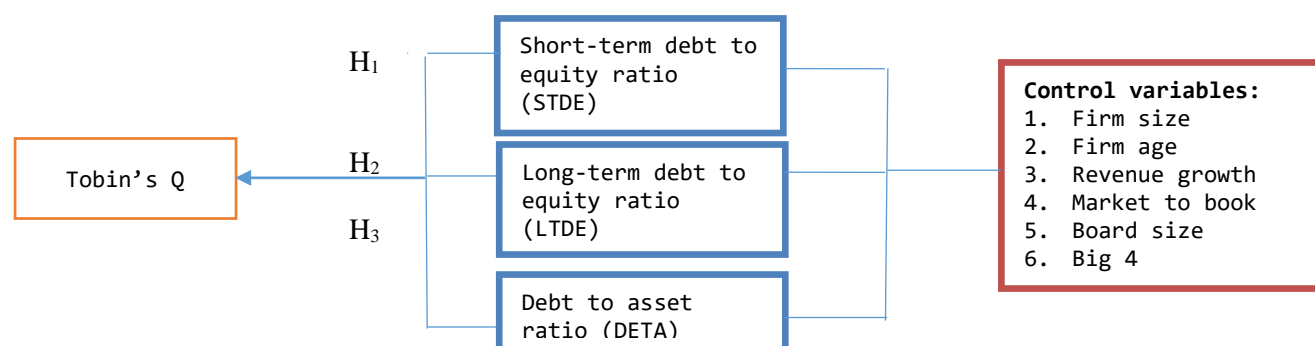 H₁
H₂
H₃
Tobin’s Q
Short-term debt to
equity ratio
(STDE)
Long-term debt to
equity ratio
(LTDE)
Debt to asset
ratio (DETA)
Control variables:
1. Firm size
2. Firm age
3. Revenue growth
4. Market to book
5. Board size
6. Big 4